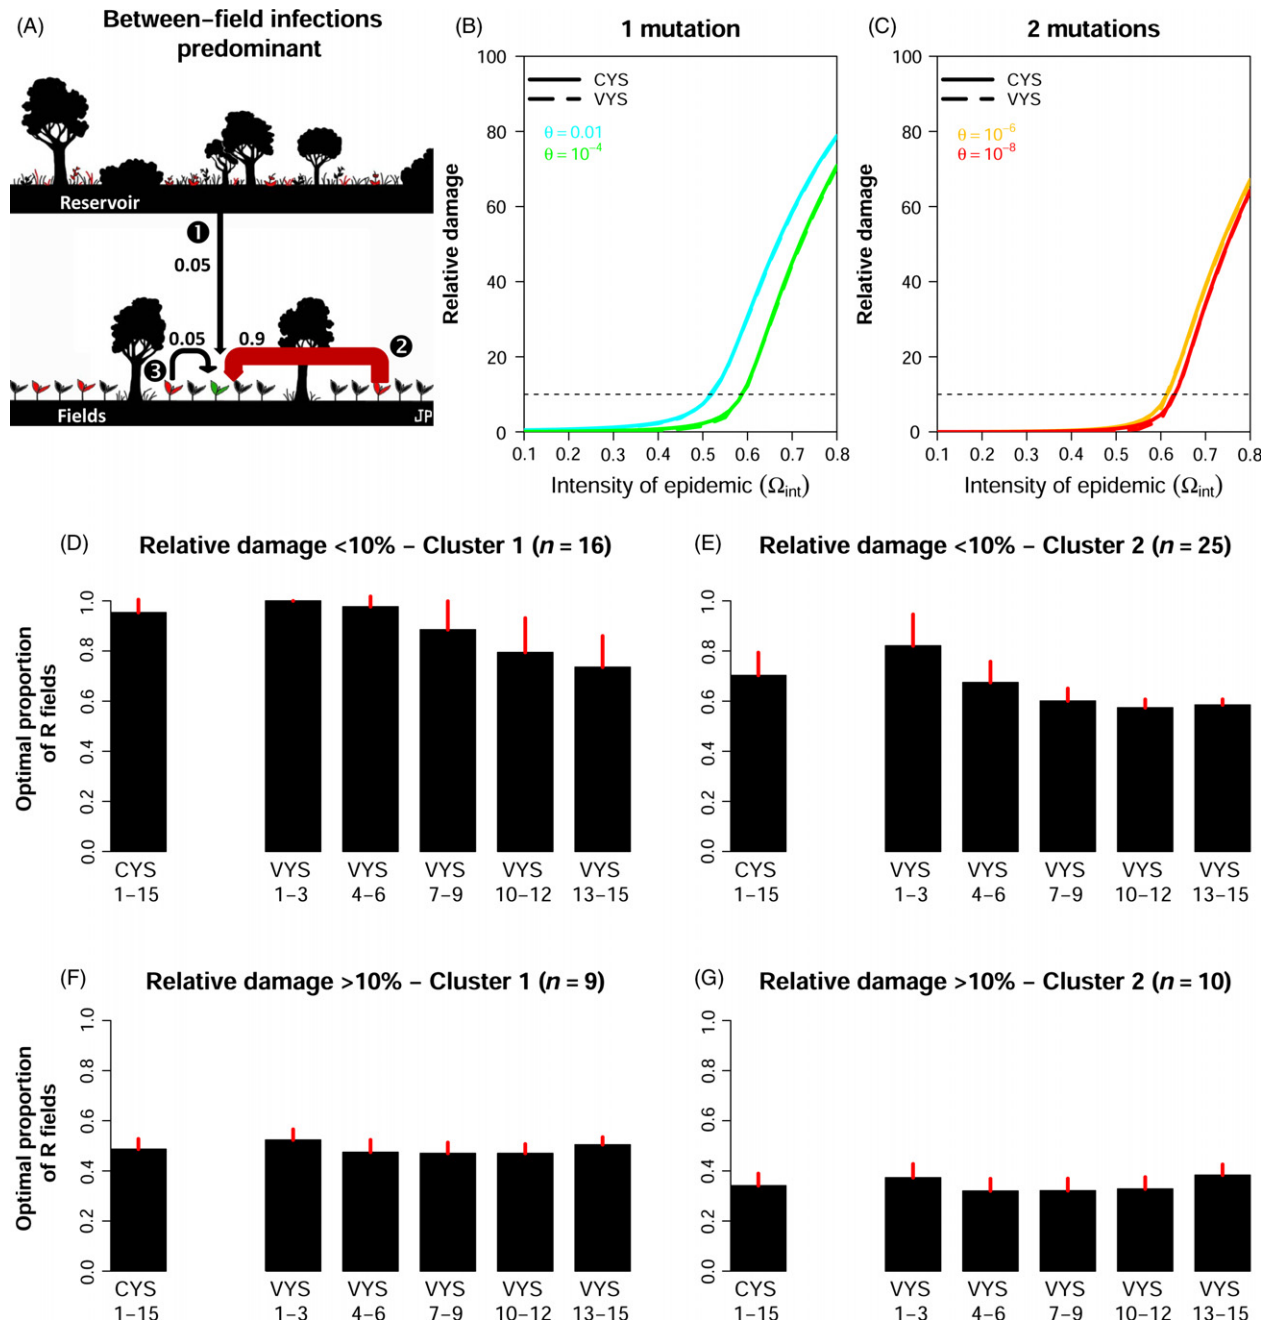 (A)
Between–field infections
predominant
Reservoir
❶
0.05
0.05
0.9
❷
❸
Fields
JP
(B)
1 mutation
CYS
VYS
θ = 0.01
θ = 10⁻⁴
Relative damage
100
80
60
40
20
0
0.1 0.2 0.3 0.4 0.5 0.6 0.7 0.8
Intensity of epidemic (Ωint)
(C)
2 mutations
CYS
VYS
θ = 10⁻⁶
θ = 10⁻⁸
Relative damage
100
80
60
40
20
0
0.1 0.2 0.3 0.4 0.5 0.6 0.7 0.8
Intensity of epidemic (Ωint)
(D)
Relative damage <10% – Cluster 1 (n = 16)
Optimal proportion
of R fields
1.0
0.8
0.6
0.4
0.2
0.0
CYS VYS VYS VYS VYS VYS
1–15 1–3 4–6 7–9 10–12 13–15
(E)
Relative damage <10% – Cluster 2 (n = 25)
1.0
0.8
0.6
0.4
0.2
0.0
CYS VYS VYS VYS VYS VYS
1–15 1–3 4–6 7–9 10–12 13–15
(F)
Relative damage >10% – Cluster 1 (n = 9)
Optimal proportion
of R fields
1.0
0.8
0.6
0.4
0.2
0.0
CYS VYS VYS VYS VYS VYS
1–15 1–3 4–6 7–9 10–12 13–15
(G)
Relative damage >10% – Cluster 2 (n = 10)
1.0
0.8
0.6
0.4
0.2
0.0
CYS VYS VYS VYS VYS VYS
1–15 1–3 4–6 7–9 10–12 13–15